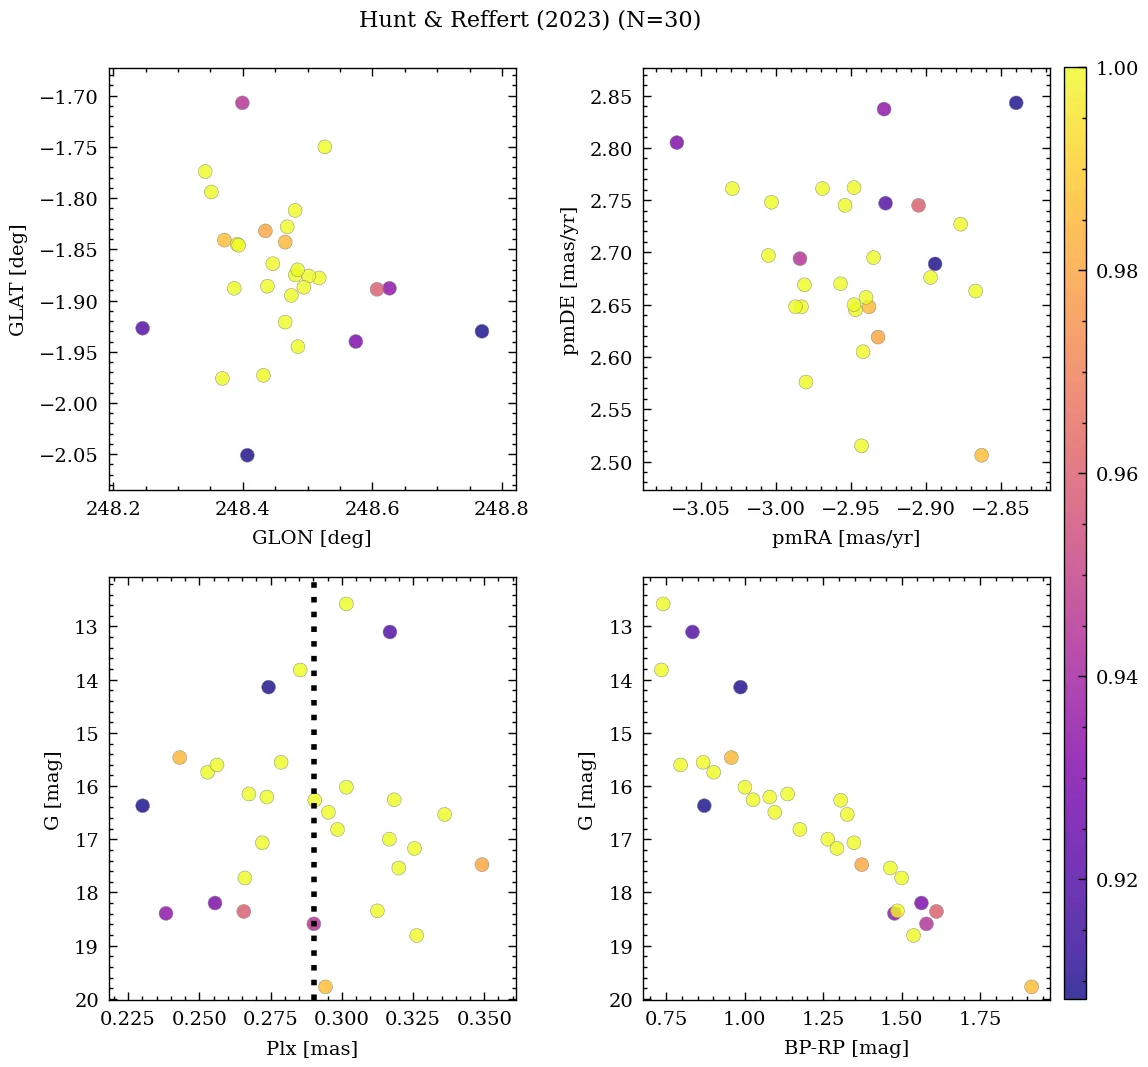 Hunt & Reffert (2023) (N=30)
−1.70
−1.75
−1.80
−1.85
−1.90
−1.95
−2.00
−2.05
GLAT [deg]
248.2 248.4 248.6 248.8
GLON [deg]
2.85
2.80
2.75
2.70
2.65
2.60
2.55
2.50
pmDE [mas/yr]
−3.05 −3.00 −2.95 −2.90 −2.85
pmRA [mas/yr]
13
14
15
16
17
18
19
20
G [mag]
0.225 0.250 0.275 0.300 0.325 0.350
Plx [mas]
13
14
15
16
17
18
19
20
G [mag]
0.75 1.00 1.25 1.50 1.75
BP-RP [mag]
1.00
0.98
0.96
0.94
0.92